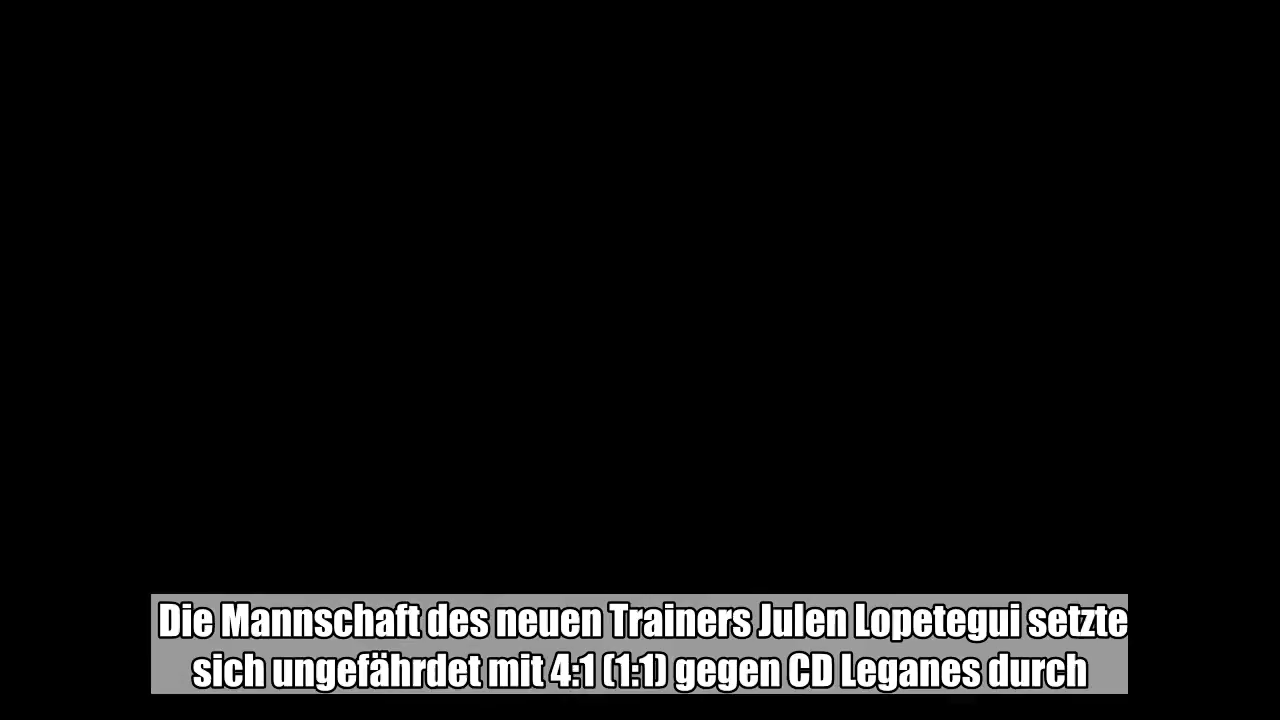 Die Mannschaft des neuen Trainers Julen Lopetegui setzte
sich ungefährdet mit 4:1 (1:1) gegen CD Leganes durch